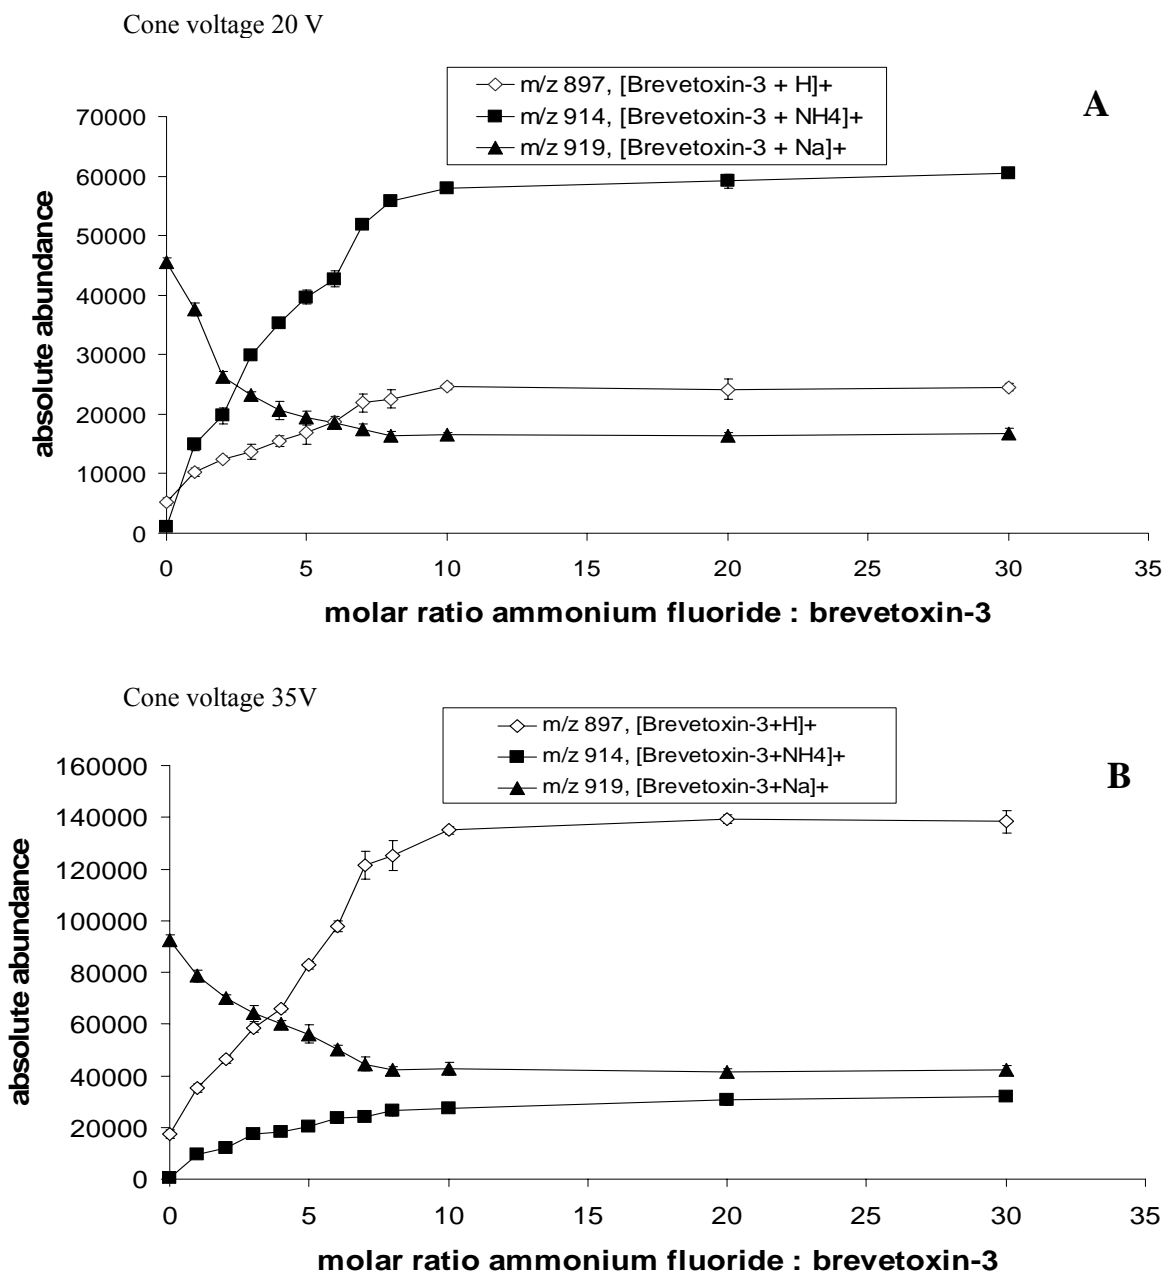 Cone voltage 20 V
m/z 897, [Brevetoxin-3 + H]+
m/z 914, [Brevetoxin-3 + NH4]+
m/z 919, [Brevetoxin-3 + Na]+
A
70000
60000
50000
40000
30000
20000
10000
0
absolute abundance
0 5 10 15 20 25 30 35
molar ratio ammonium fluoride : brevetoxin-3
Cone voltage 35V
m/z 897, [Brevetoxin-3+H]+
m/z 914, [Brevetoxin-3+NH4]+
m/z 919, [Brevetoxin-3+Na]+
B
160000
140000
120000
100000
80000
60000
40000
20000
0
absolute abundance
0 5 10 15 20 25 30 35
molar ratio ammonium fluoride : brevetoxin-3